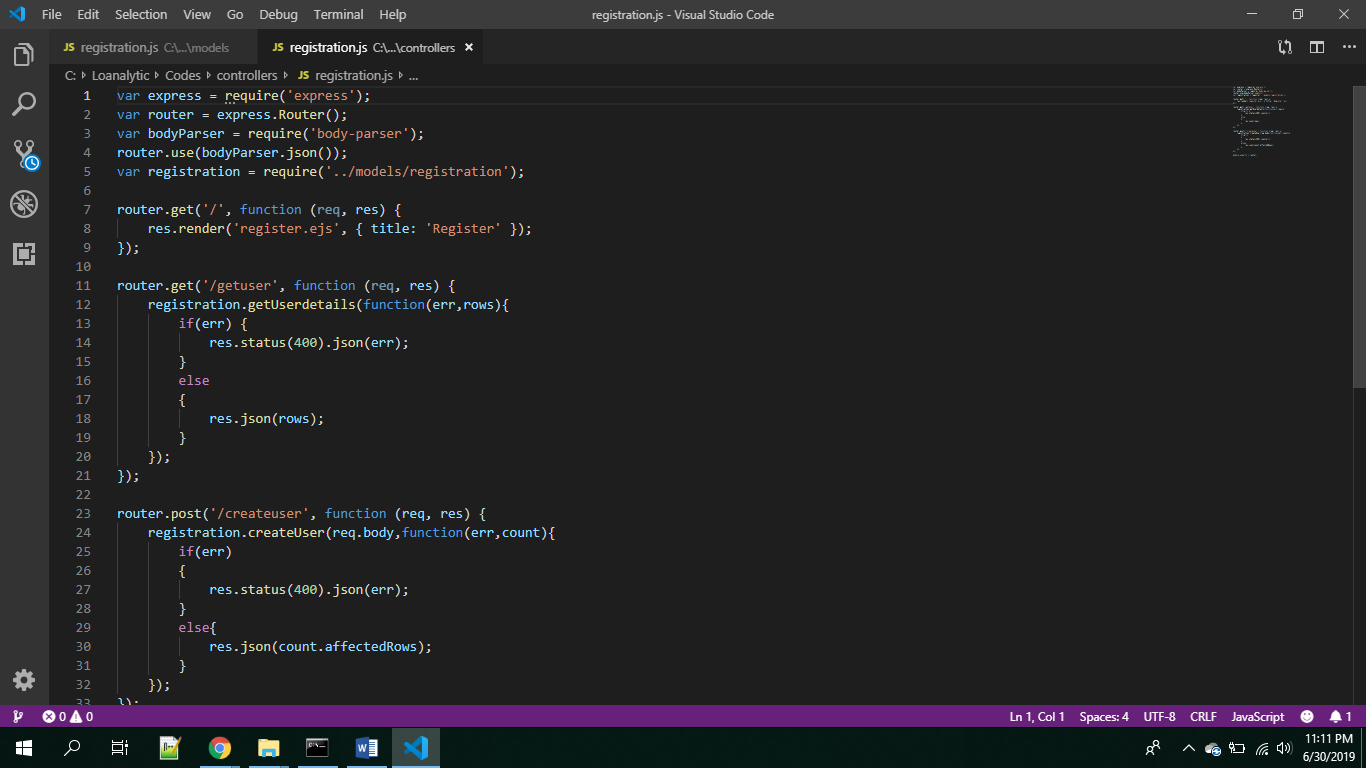 File Edit Selection View Go Debug Terminal Help registration.js - Visual Studio Code
JS registration.js C:\...\models JS registration.js C:\...\controllers ×
C: › Loanalytic › Codes › controllers › JS registration.js › ...
1 var express = require('express');
2 var router = express.Router();
3 var bodyParser = require('body-parser');
4 router.use(bodyParser.json());
5 var registration = require('../models/registration');
6
7 router.get('/', function (req, res) {
8 res.render('register.ejs', { title: 'Register' });
9 });
10
11 router.get('/getuser', function (req, res) {
12 registration.getUserdetails(function(err,rows){
13 if(err) {
14 res.status(400).json(err);
15 }
16 else
17 {
18 res.json(rows);
19 }
20 });
21 });
22
23 router.post('/createuser', function (req, res) {
24 registration.createUser(req.body,function(err,count){
25 if(err)
26 {
27 res.status(400).json(err);
28 }
29 else{
30 res.json(count.affectedRows);
31 }
32 });
33 });
0 0 Ln 1, Col 1 Spaces: 4 UTF-8 CRLF JavaScript 1
11:11 PM
6/30/2019